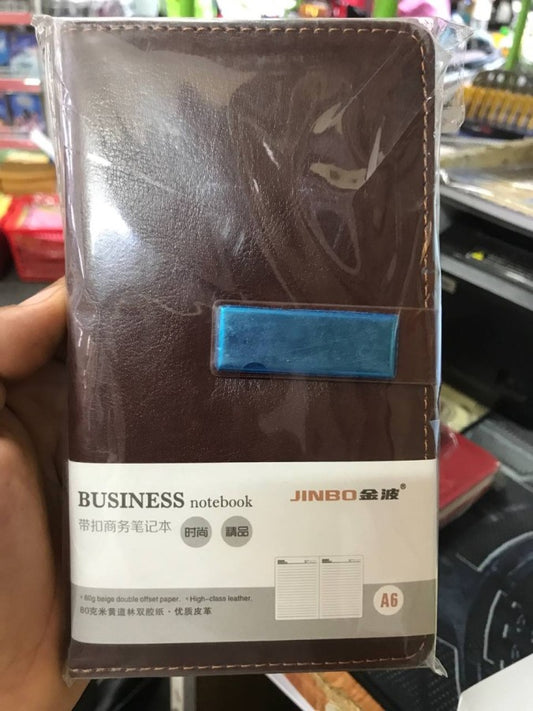 BUSINESS notebook
JINBO金波®
带扣商务笔记本 时尚 精品
• 80g beige double offset paper. • High-class leather.
80克米黄道林双胶纸 · 优质皮革
A6